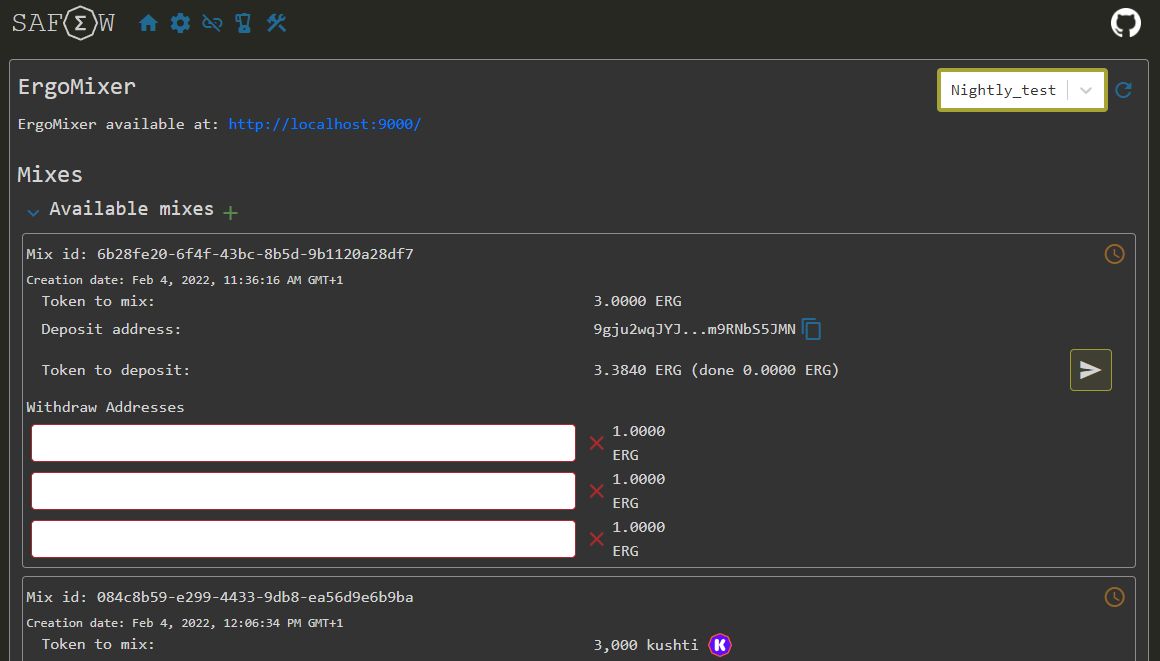 SAFΣW
ErgoMixer
Nightly_test
ErgoMixer available at: http://localhost:9000/
Mixes
Available mixes
Mix id: 6b28fe20-6f4f-43bc-8b5d-9b1120a28df7
Creation date: Feb 4, 2022, 11:36:16 AM GMT+1
Token to mix: 3.0000 ERG
Deposit address: 9gju2wqJYJ...m9RNbS5JMN
Token to deposit: 3.3840 ERG (done 0.0000 ERG)
Withdraw Addresses
1.0000
ERG
1.0000
ERG
1.0000
ERG
Mix id: 084c8b59-e299-4433-9db8-ea56d9e6b9ba
Creation date: Feb 4, 2022, 12:06:34 PM GMT+1
Token to mix: 3,000 kushti K